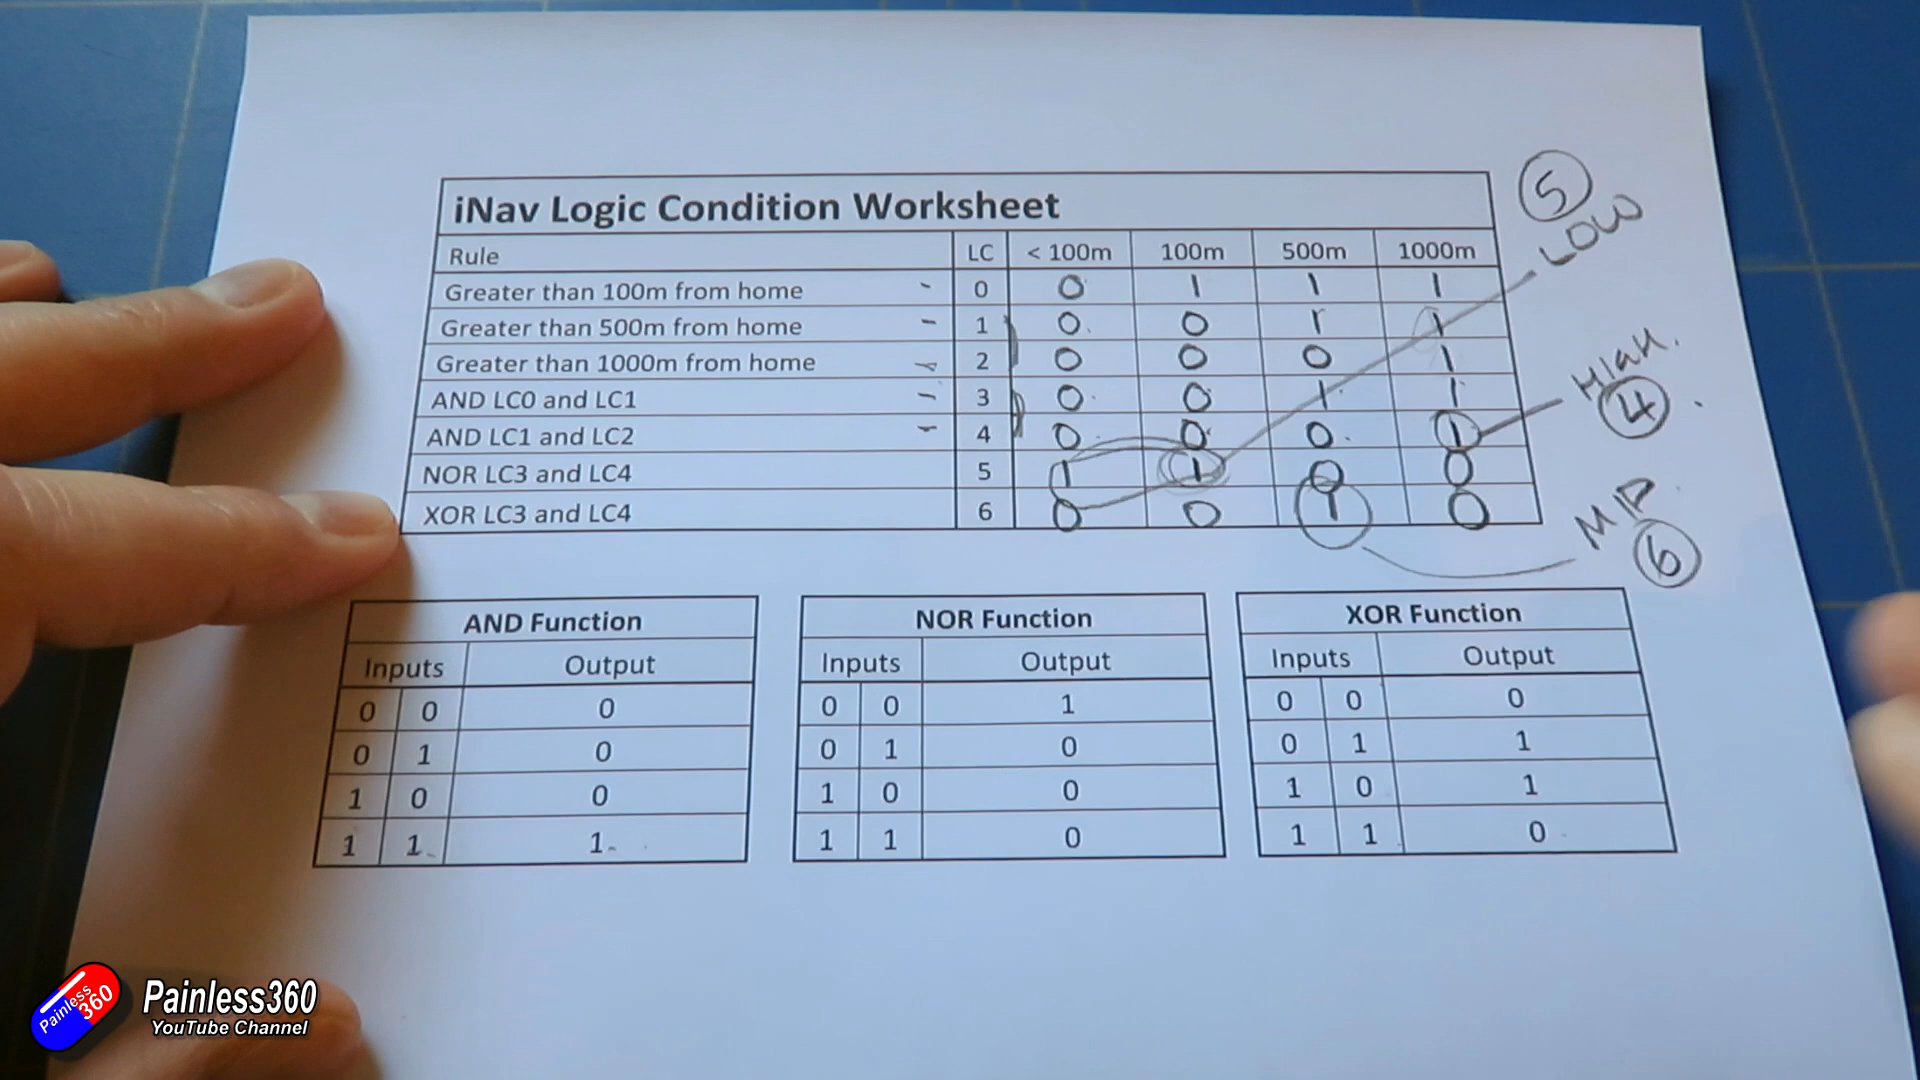 iNav Logic Condition Worksheet
Rule LC < 100m 100m 500m 1000m
Greater than 100m from home - 0 0 1 1 1
Greater than 500m from home - 1 0 0 1 1
Greater than 1000m from home - 2 0 0 0 1
AND LC0 and LC1 - 3 0 0 1 1
AND LC1 and LC2 - 4 0 0 0 1
NOR LC3 and LC4 5 1 1 0 0
XOR LC3 and LC4 6 0 0 1 0
5
LOW
HIGH.
4
MID
6
AND Function
Inputs Output
0 0 0
0 1 0
1 0 0
1 1 1
NOR Function
Inputs Output
0 0 1
0 1 0
1 0 0
1 1 0
XOR Function
Inputs Output
0 0 0
0 1 1
1 0 1
1 1 0
Painless 360
Painless360
YouTube Channel